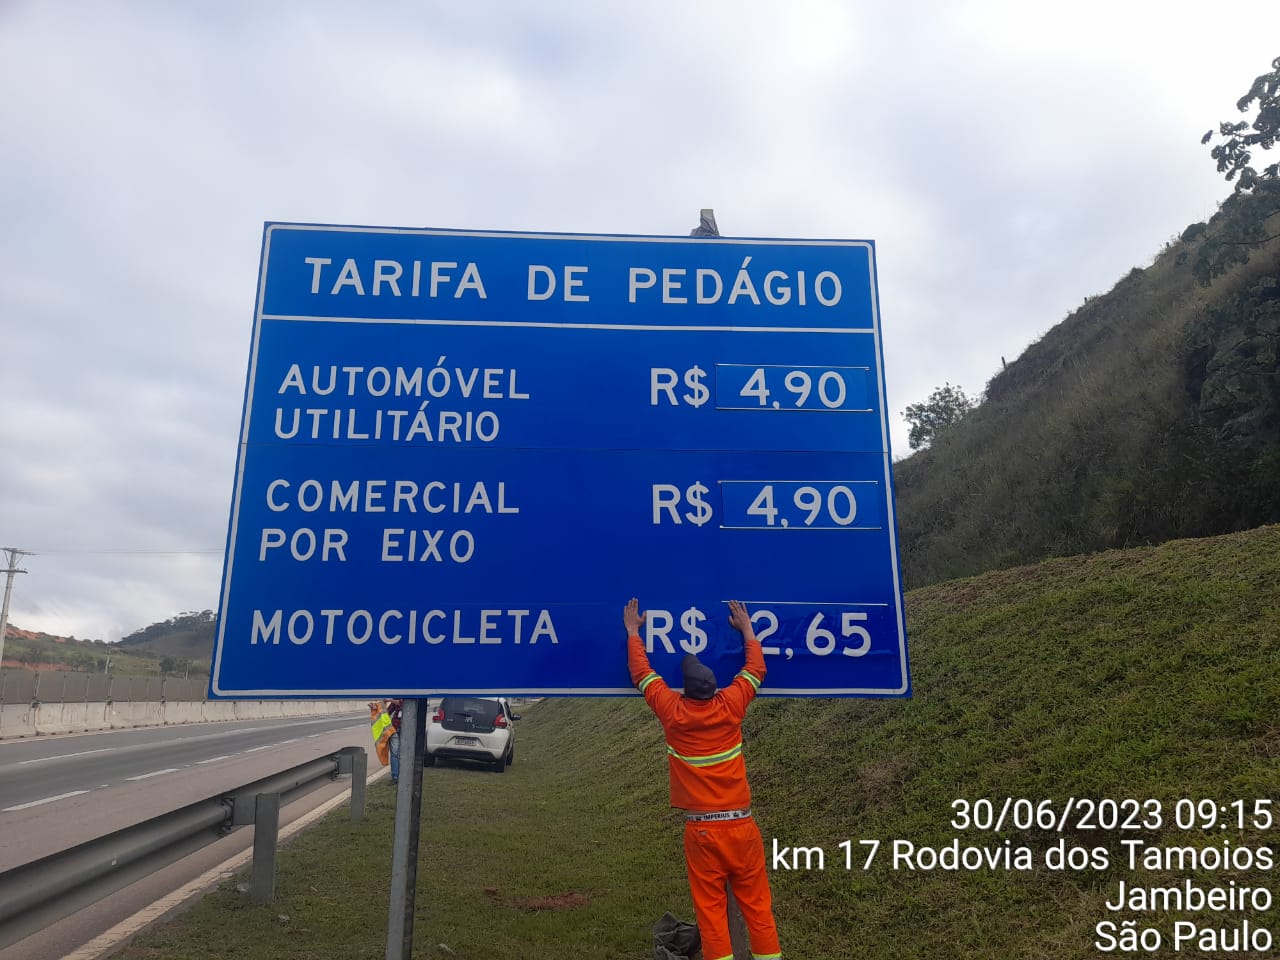 TARIFA DE PEDÁGIO
AUTOMÓVEL R$ 4,90
UTILITÁRIO
COMERCIAL R$ 4,90
POR EIXO
MOTOCICLETA R$ 2,65
IMPERIUS
30/06/2023 09:15
km 17 Rodovia dos Tamoios
Jambeiro
São Paulo